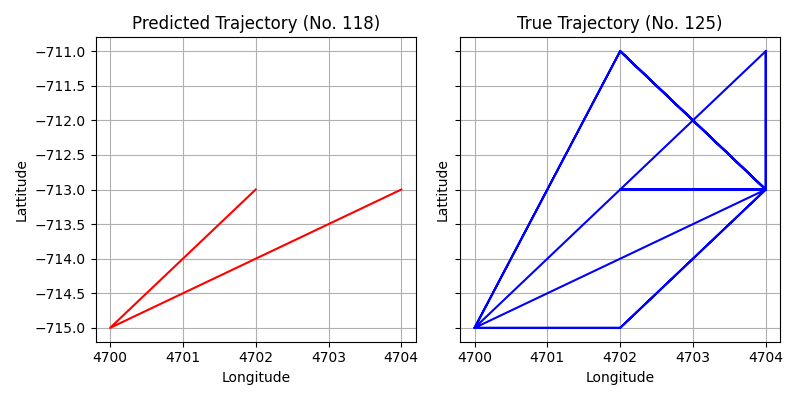 Predicted Trajectory (No. 118)
True Trajectory (No. 125)
Lattitude
−711.0
−711.5
−712.0
−712.5
−713.0
−713.5
−714.0
−714.5
−715.0
4700 4701 4702 4703 4704
Longitude
Lattitude
4700 4701 4702 4703 4704
Longitude